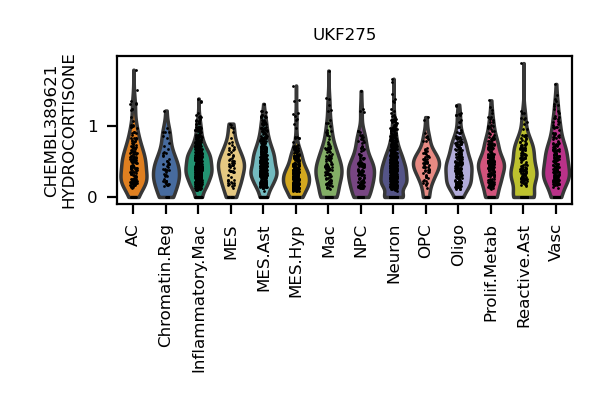 UKF275
CHEMBL389621
HYDROCORTISONE
1
0
AC
Chromatin.Reg
Inflammatory.Mac
MES
MES.Ast
MES.Hyp
Mac
NPC
Neuron
OPC
Oligo
Prolif.Metab
Reactive.Ast
Vasc